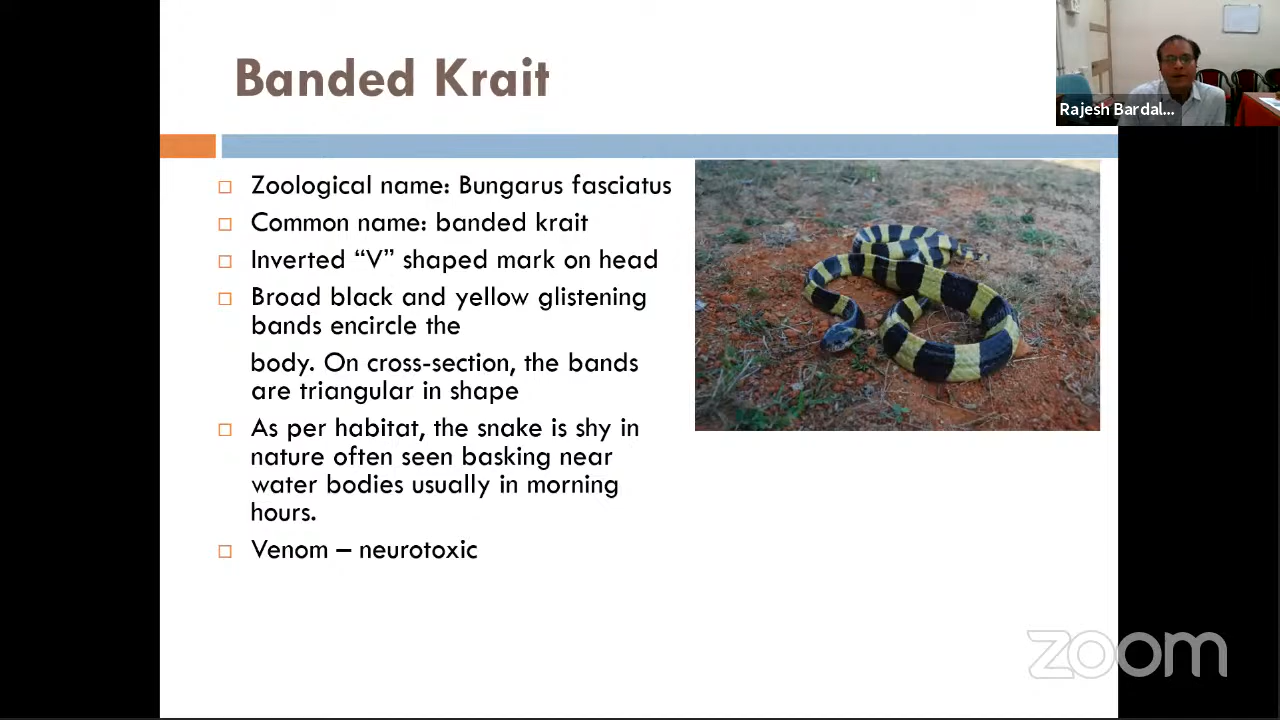 Banded Krait
Rajesh Bardal...
Zoological name: Bungarus fasciatus
Common name: banded krait
Inverted “V” shaped mark on head
Broad black and yellow glistening
bands encircle the
body. On cross-section, the bands
are triangular in shape
As per habitat, the snake is shy in
nature often seen basking near
water bodies usually in morning
hours.
Venom – neurotoxic
zoom